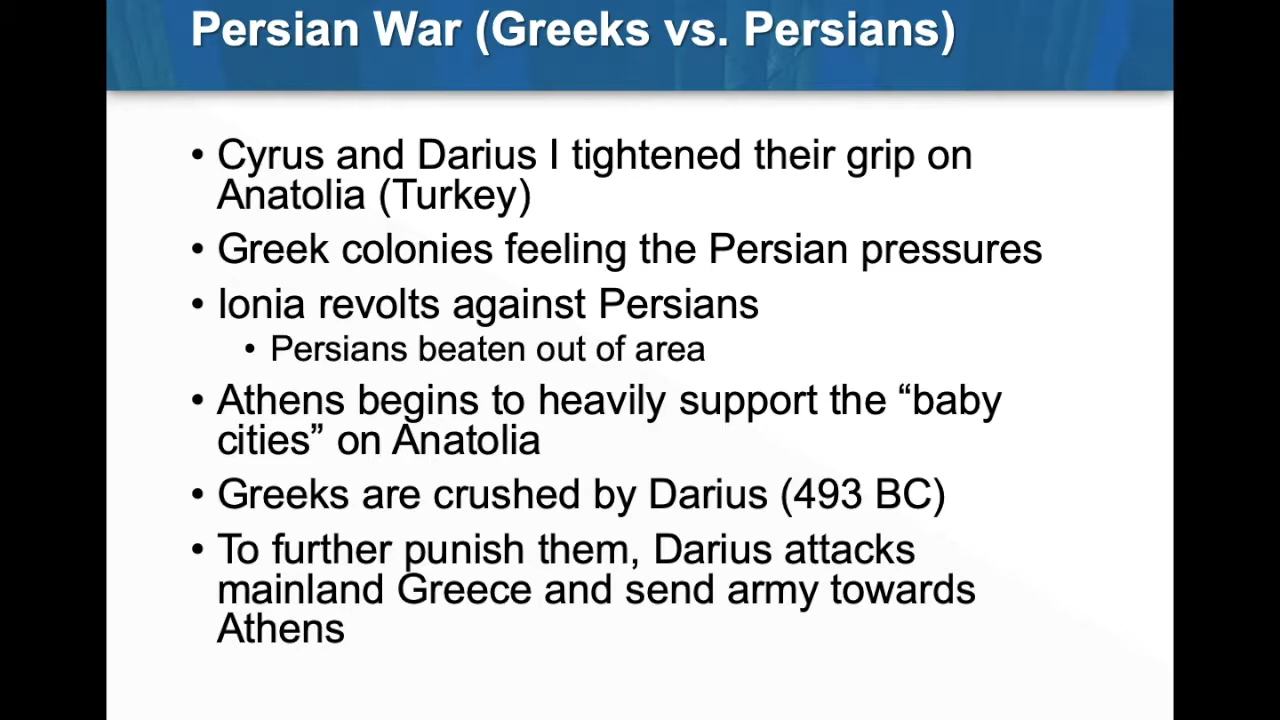 Persian War (Greeks vs. Persians)
• Cyrus and Darius I tightened their grip on
Anatolia (Turkey)
• Greek colonies feeling the Persian pressures
• Ionia revolts against Persians
• Persians beaten out of area
• Athens begins to heavily support the “baby
cities” on Anatolia
• Greeks are crushed by Darius (493 BC)
• To further punish them, Darius attacks
mainland Greece and send army towards
Athens